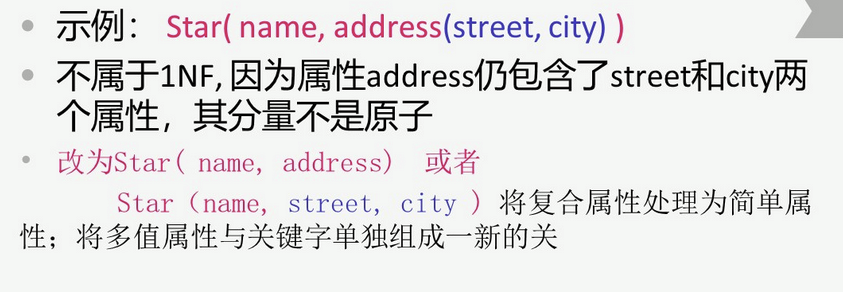 • 示例： Star( name, address(street, city) )
• 不属于1NF, 因为属性address仍包含了street和city两
个属性，其分量不是原子
• 改为Star( name, address) 或者
Star（name, street, city ）将复合属性处理为简单属
性；将多值属性与关键字单独组成一新的关